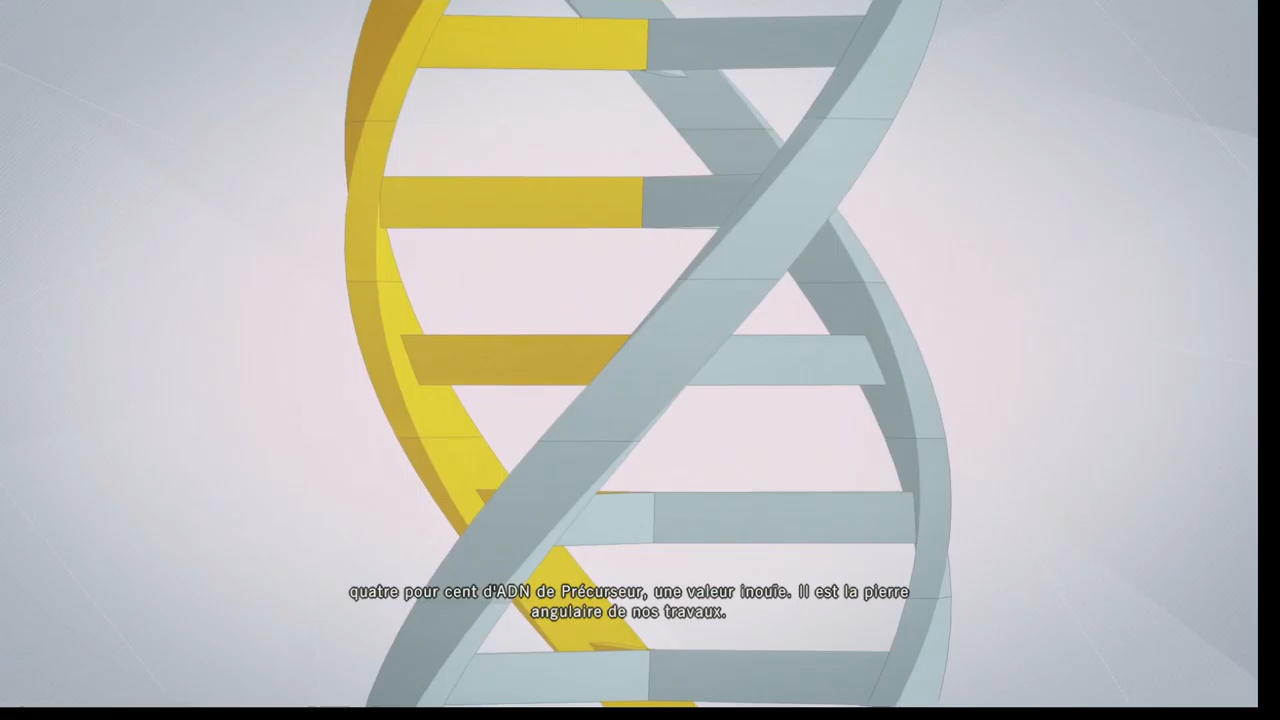 quatre pour cent d'ADN de Précurseur, une valeur inouïe. Il est la pierre
angulaire de nos travaux.